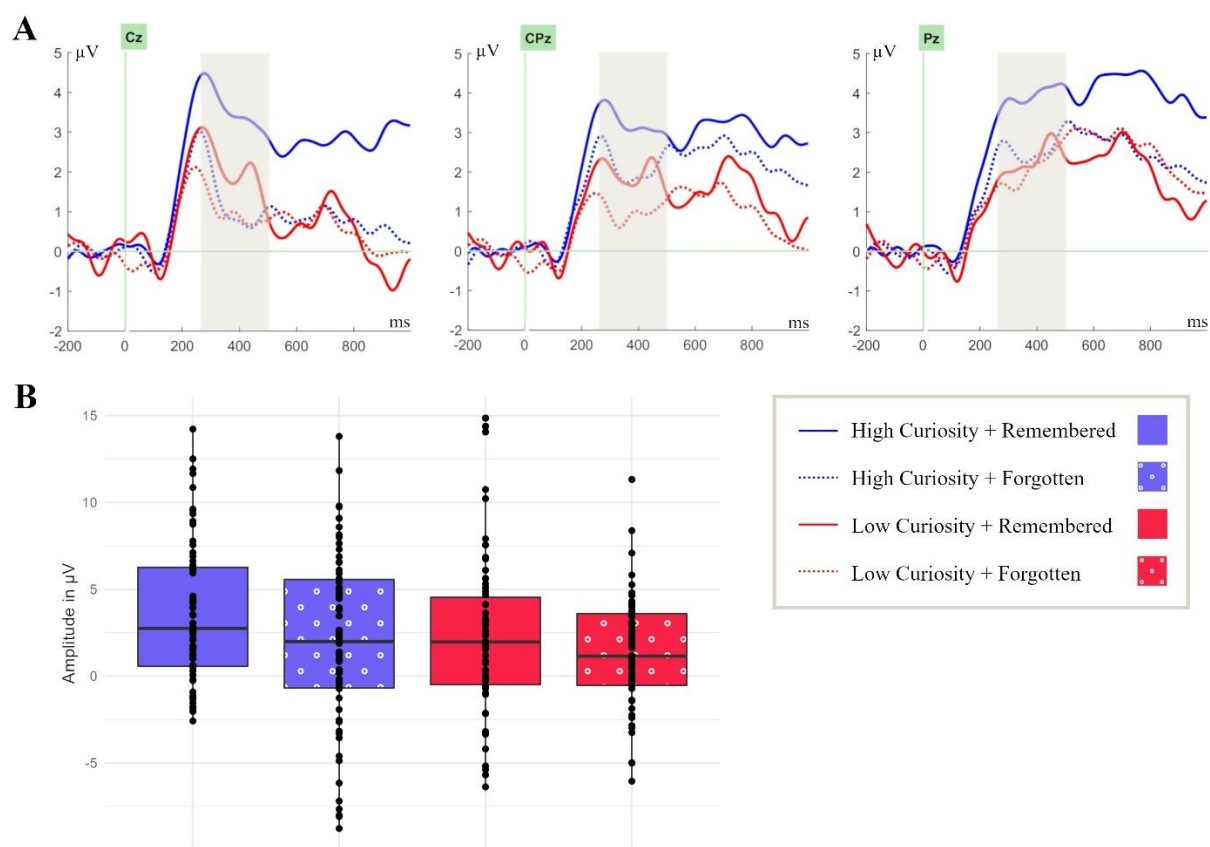 A
Cz
µV
5
4
3
2
1
0
-1
-2
ms
-200
0
200
400
600
800
CPz
µV
5
4
3
2
1
0
-1
-2
ms
-200
0
200
400
600
800
Pz
µV
5
4
3
2
1
0
-1
-2
ms
-200
0
200
400
600
800
B
Amplitude in µV
15
10
5
0
-5
High Curiosity + Remembered
High Curiosity + Forgotten
Low Curiosity + Remembered
Low Curiosity + Forgotten